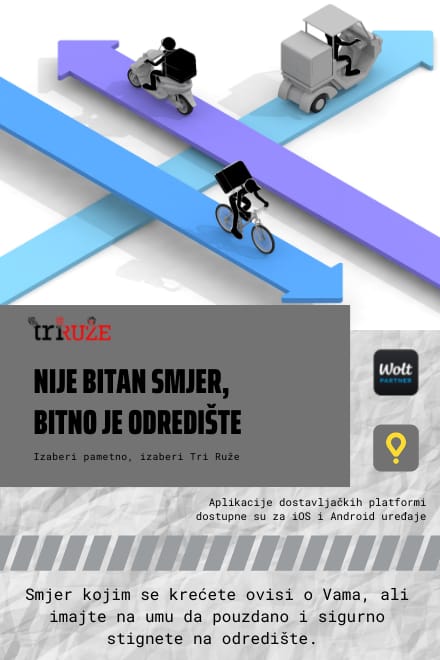 triRUŽE
NIJE BITAN SMJER,
BITNO JE ODREDIŠTE
Izaberi pametno, izaberi Tri Ruže
Wolt
PARTNER
Aplikacije dostavljačkih platformi
dostupne su za iOS i Android uređaje
Smjer kojim se krećete ovisi o Vama, ali
imajte na umu da pouzdano i sigurno
stignete na odredište.